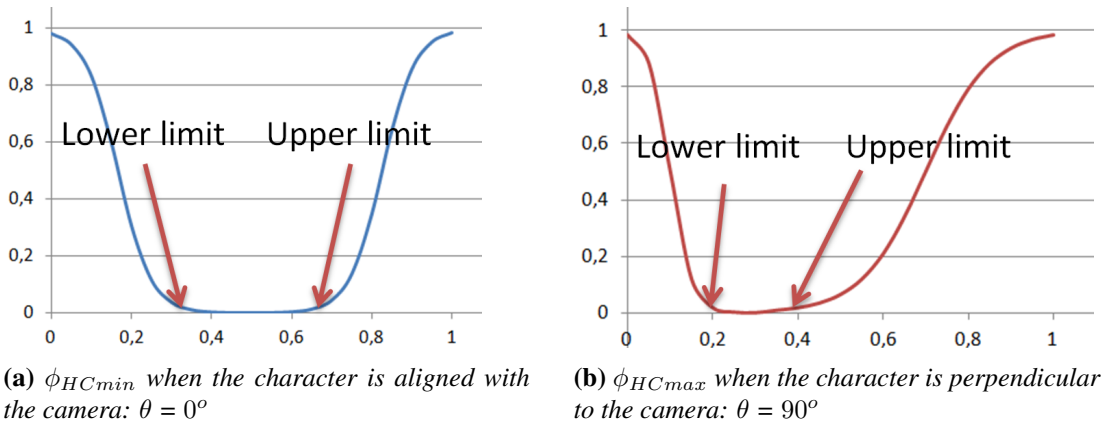 1
0,8
0,6
0,4
0,2
0
0 0,2 0,4 0,6 0,8 1
Lower limit Upper limit
(a) ϕHCmin when the character is aligned with
the camera: θ = 0o
1
0,8
0,6
0,4
0,2
0
0 0,2 0,4 0,6 0,8 1
Lower limit Upper limit
(b) ϕHCmax when the character is perpendicular
to the camera: θ = 90o